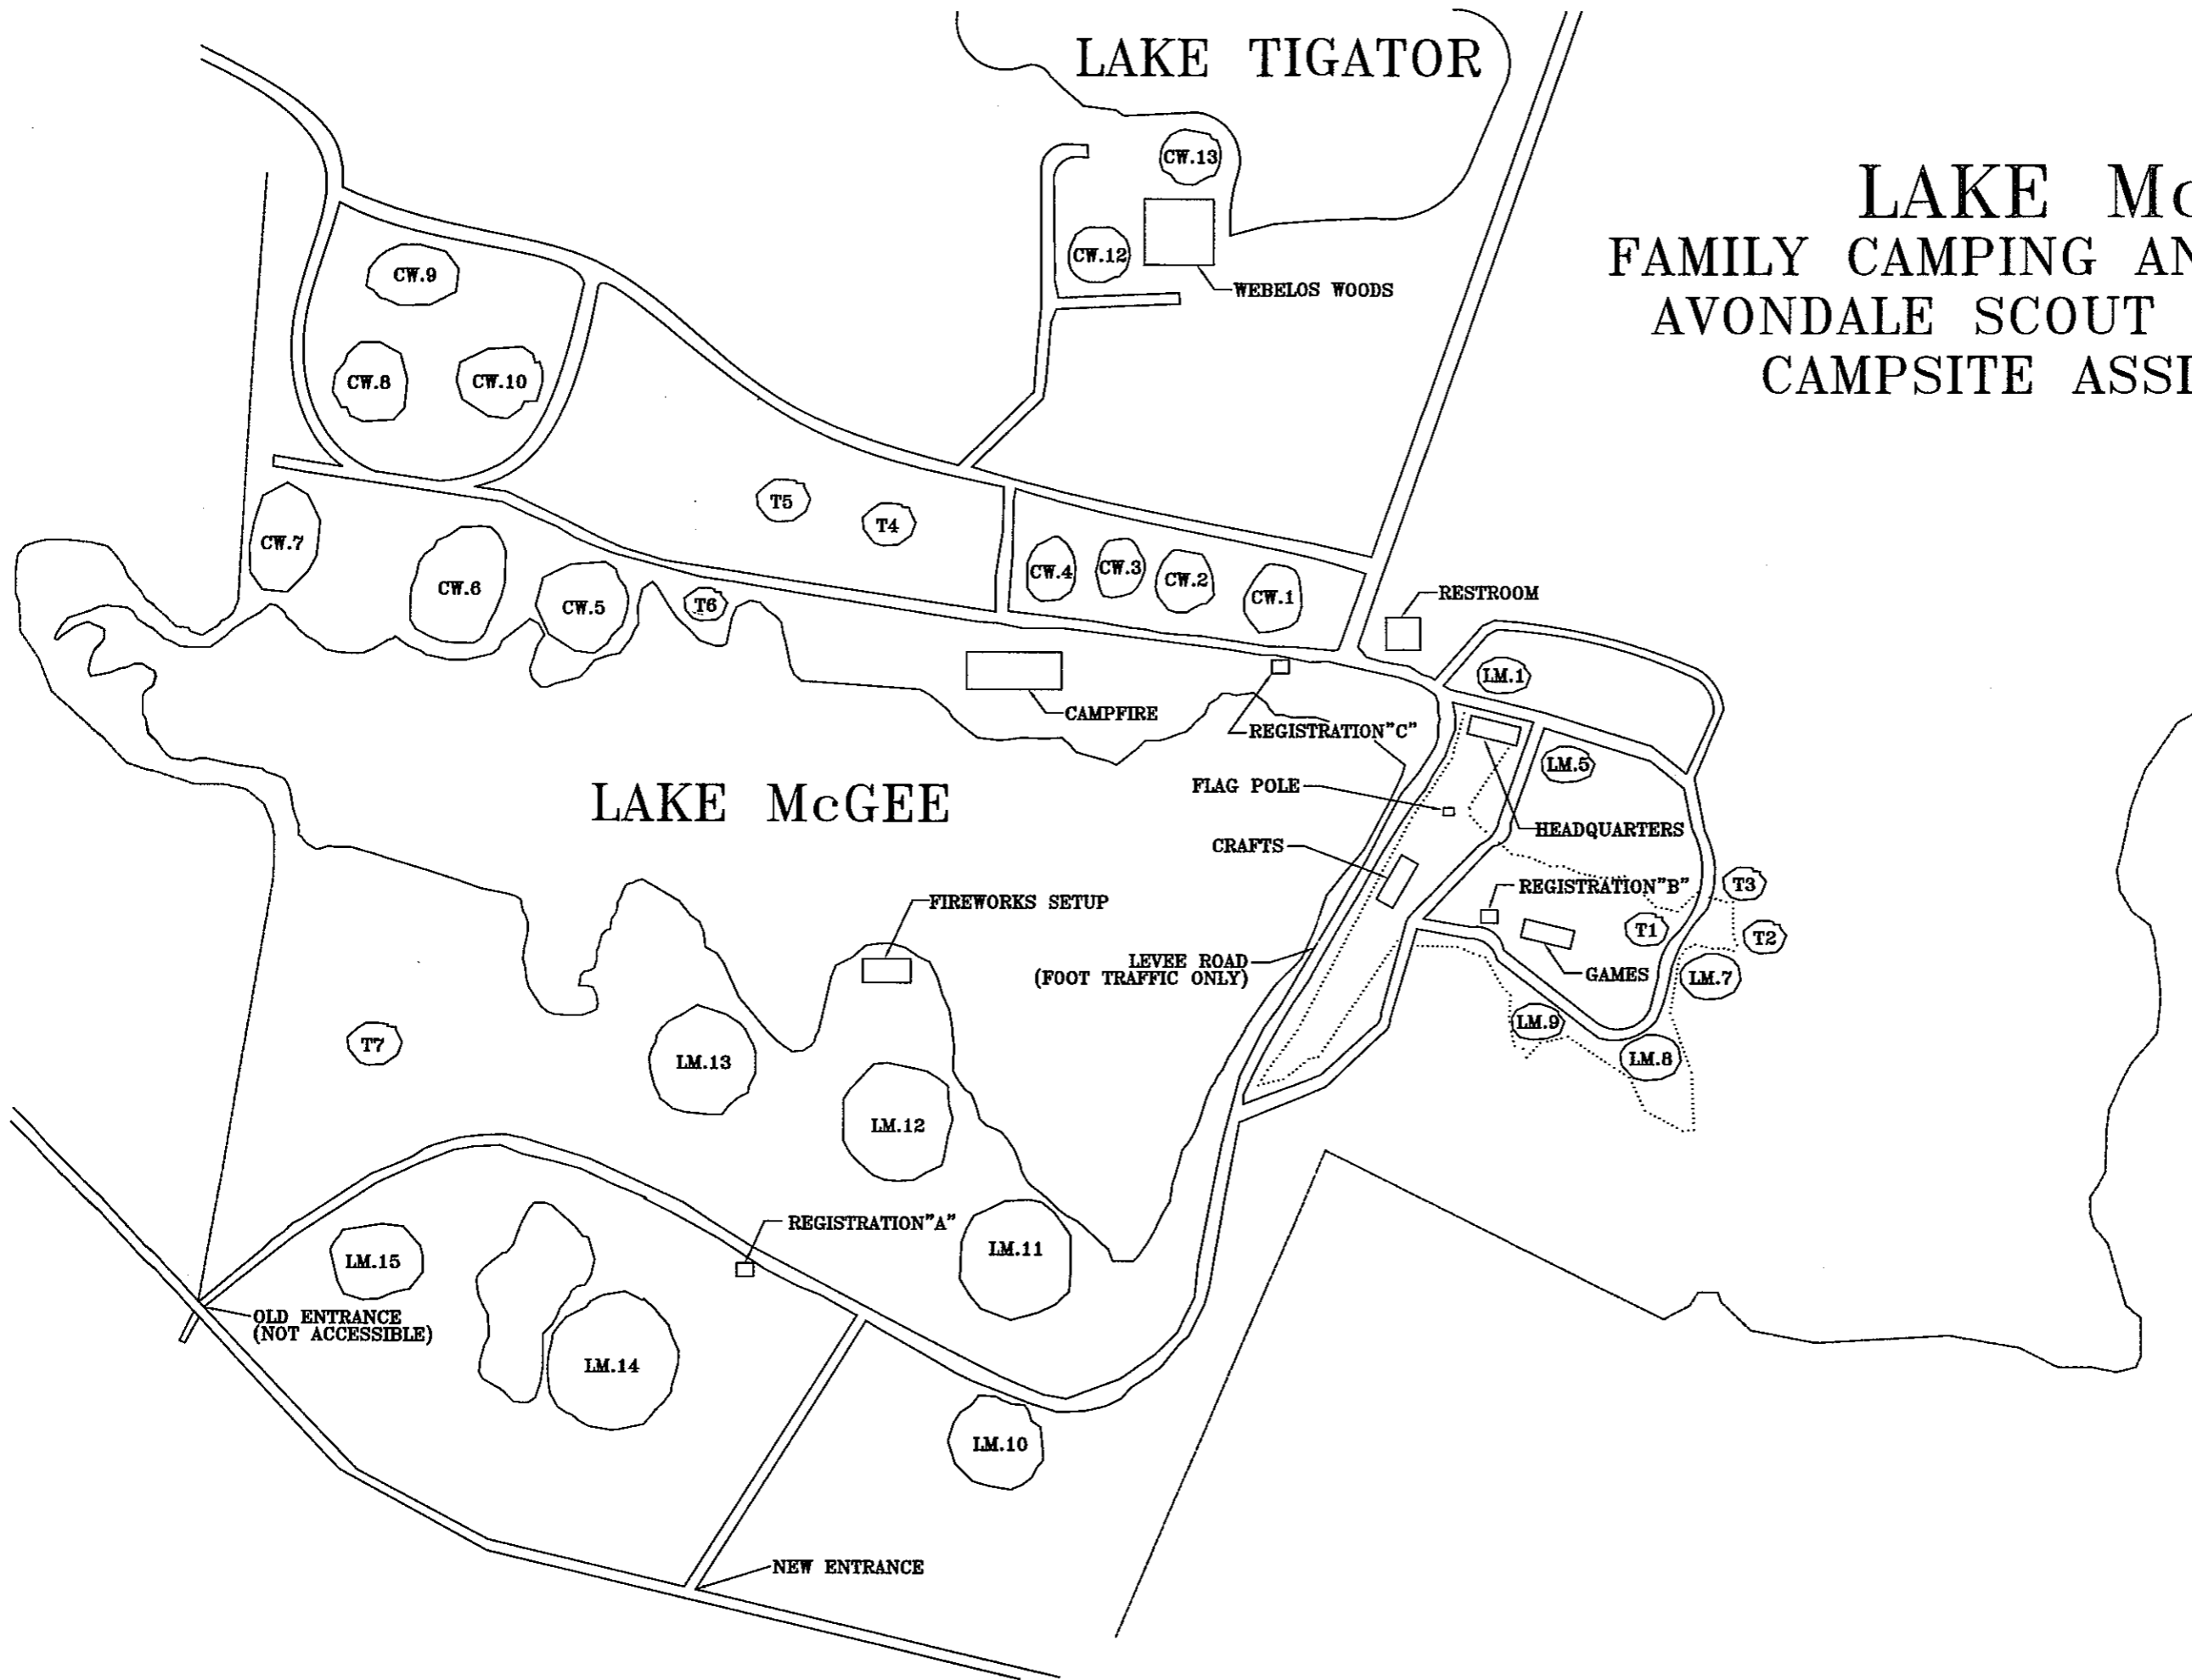 LAKE TIGATOR
LAKE Mc
FAMILY CAMPING AN
AVONDALE SCOUT
CAMPSITE ASSI
CW.13
CW.12
WEBELOS WOODS
CW.9
CW.8
CW.10
T5
T4
CW.7
CW.6
CW.5
T6
CW.4
CW.3
CW.2
CW.1
RESTROOM
LM.1
CAMPFIRE
REGISTRATION"C"
LM.5
FLAG POLE
LAKE McGEE
HEADQUARTERS
CRAFTS
REGISTRATION"B"
T3
FIREWORKS SETUP
T1
T2
LEVEE ROAD
(FOOT TRAFFIC ONLY)
GAMES
LM.7
LM.9
LM.8
T7
LM.13
LM.12
REGISTRATION"A"
LM.11
LM.15
OLD ENTRANCE
(NOT ACCESSIBLE)
LM.14
LM.10
NEW ENTRANCE